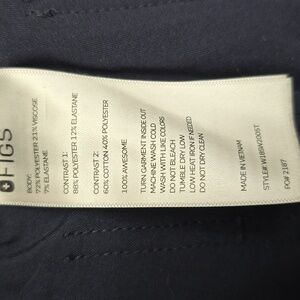 FIGS
BODY:
72% POLYESTER 21% VISCOSE
7% ELASTANE
CONTRAST 1:
88% POLYESTER 12% ELASTANE
CONTRAST 2:
60% COTTON 40% POLYESTER
100% AWESOME
TURN GARMENT INSIDE OUT
MACHINE WASH COLD
WASH WITH LIKE COLORS
DO NOT BLEACH
TUMBLE DRY LOW
LOW HEAT IRON IF NEEDED
DO NOT DRY CLEAN
MADE IN VIETNAM
PO# 2187